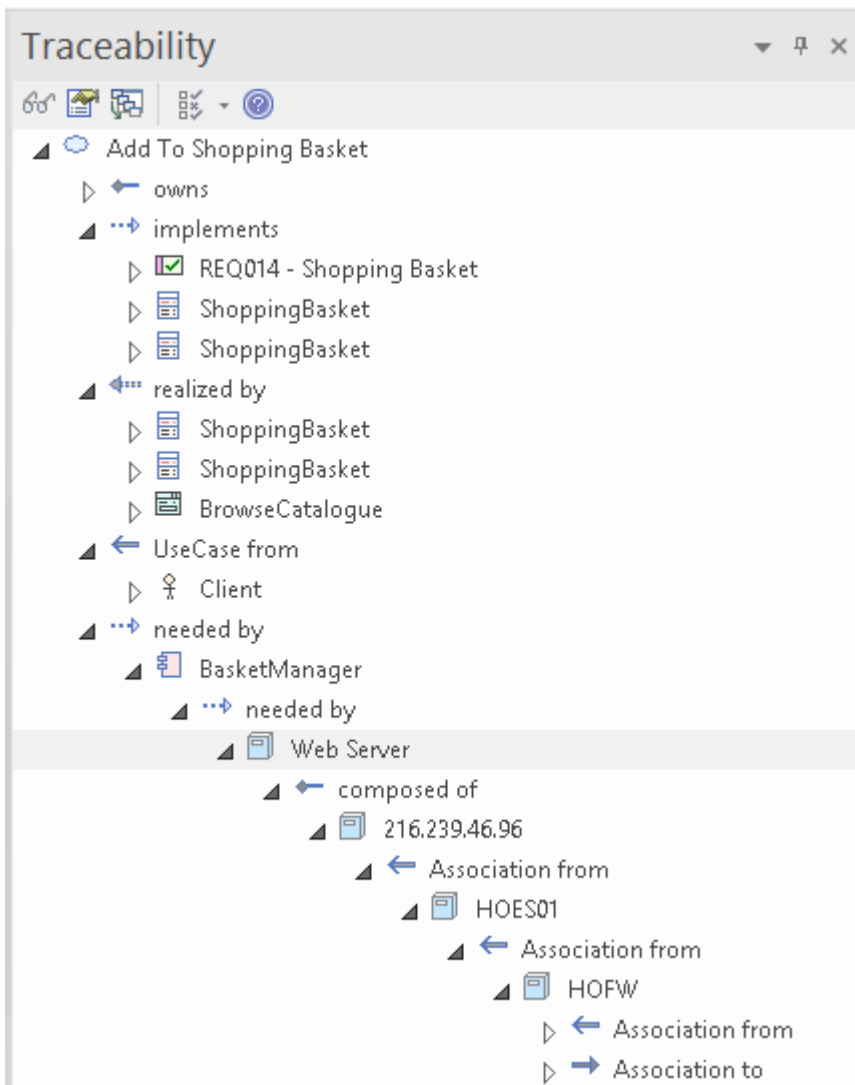 Traceability
Add To Shopping Basket
owns
implements
REQ014 - Shopping Basket
ShoppingBasket
ShoppingBasket
realized by
ShoppingBasket
ShoppingBasket
BrowseCatalogue
UseCase from
Client
needed by
BasketManager
needed by
Web Server
composed of
216.239.46.96
Association from
HOES01
Association from
HOFW
Association from
Association to